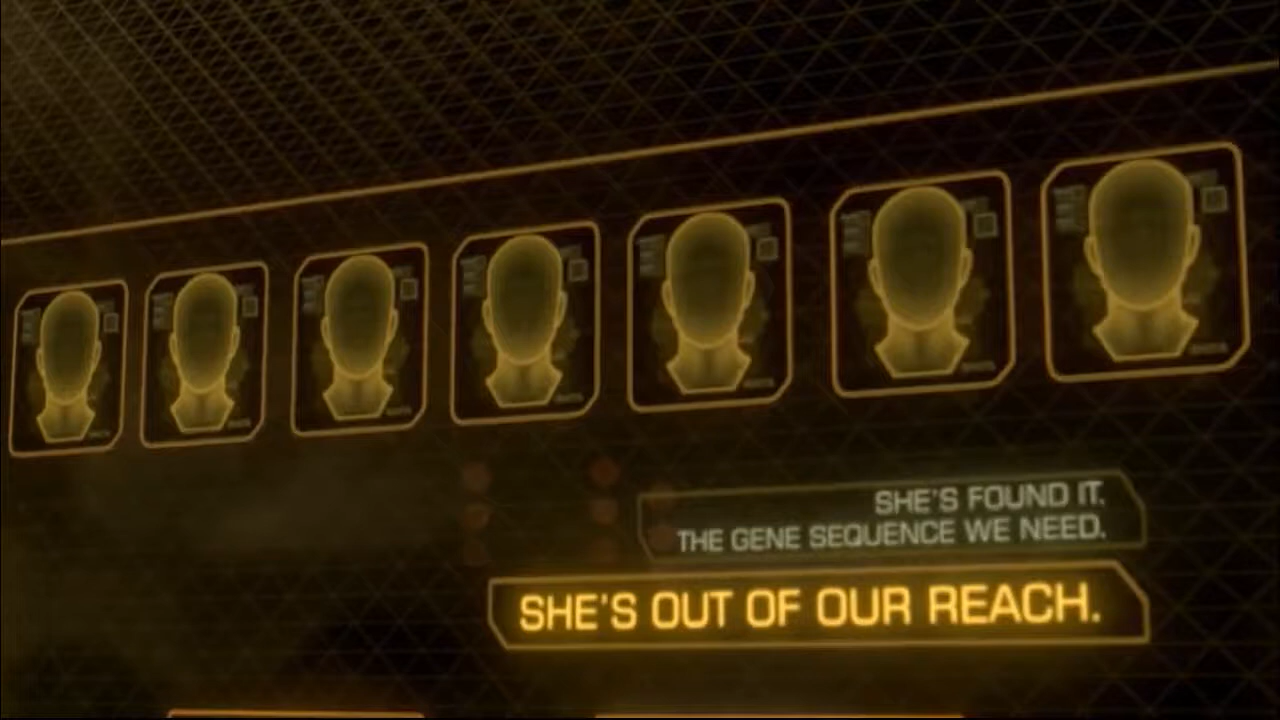 SHE'S FOUND IT.
THE GENE SEQUENCE WE NEED.
SHE'S OUT OF OUR REACH.